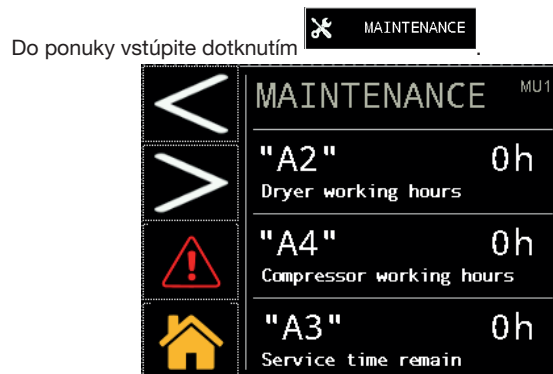 Do ponuky vstúpite dotknutím MAINTENANCE.
MAINTENANCE MU1
"A2" 0h
Dryer working hours
"A4" 0h
Compressor working hours
"A3" 0h
Service time remain